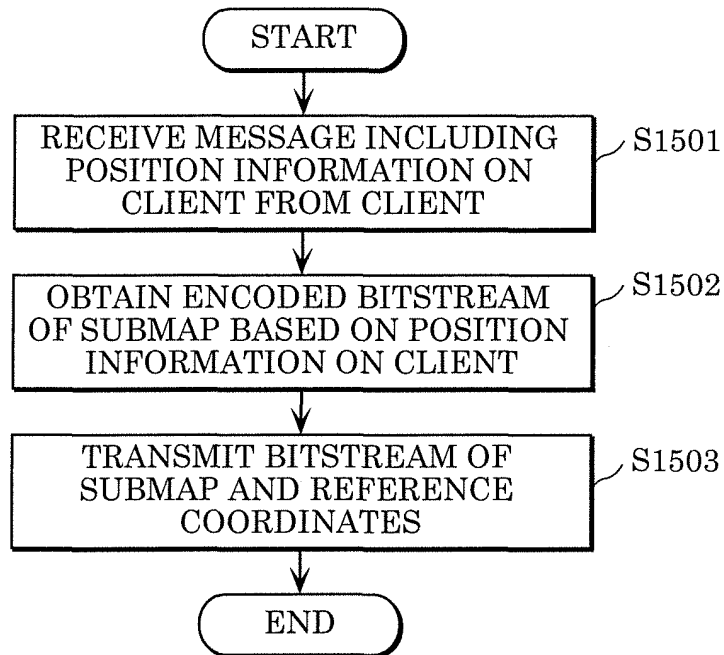 START
RECEIVE MESSAGE INCLUDING
POSITION INFORMATION ON
CLIENT FROM CLIENT
S1501
OBTAIN ENCODED BITSTREAM
OF SUBMAP BASED ON POSITION
INFORMATION ON CLIENT
S1502
TRANSMIT BITSTREAM OF
SUBMAP AND REFERENCE
COORDINATES
S1503
END